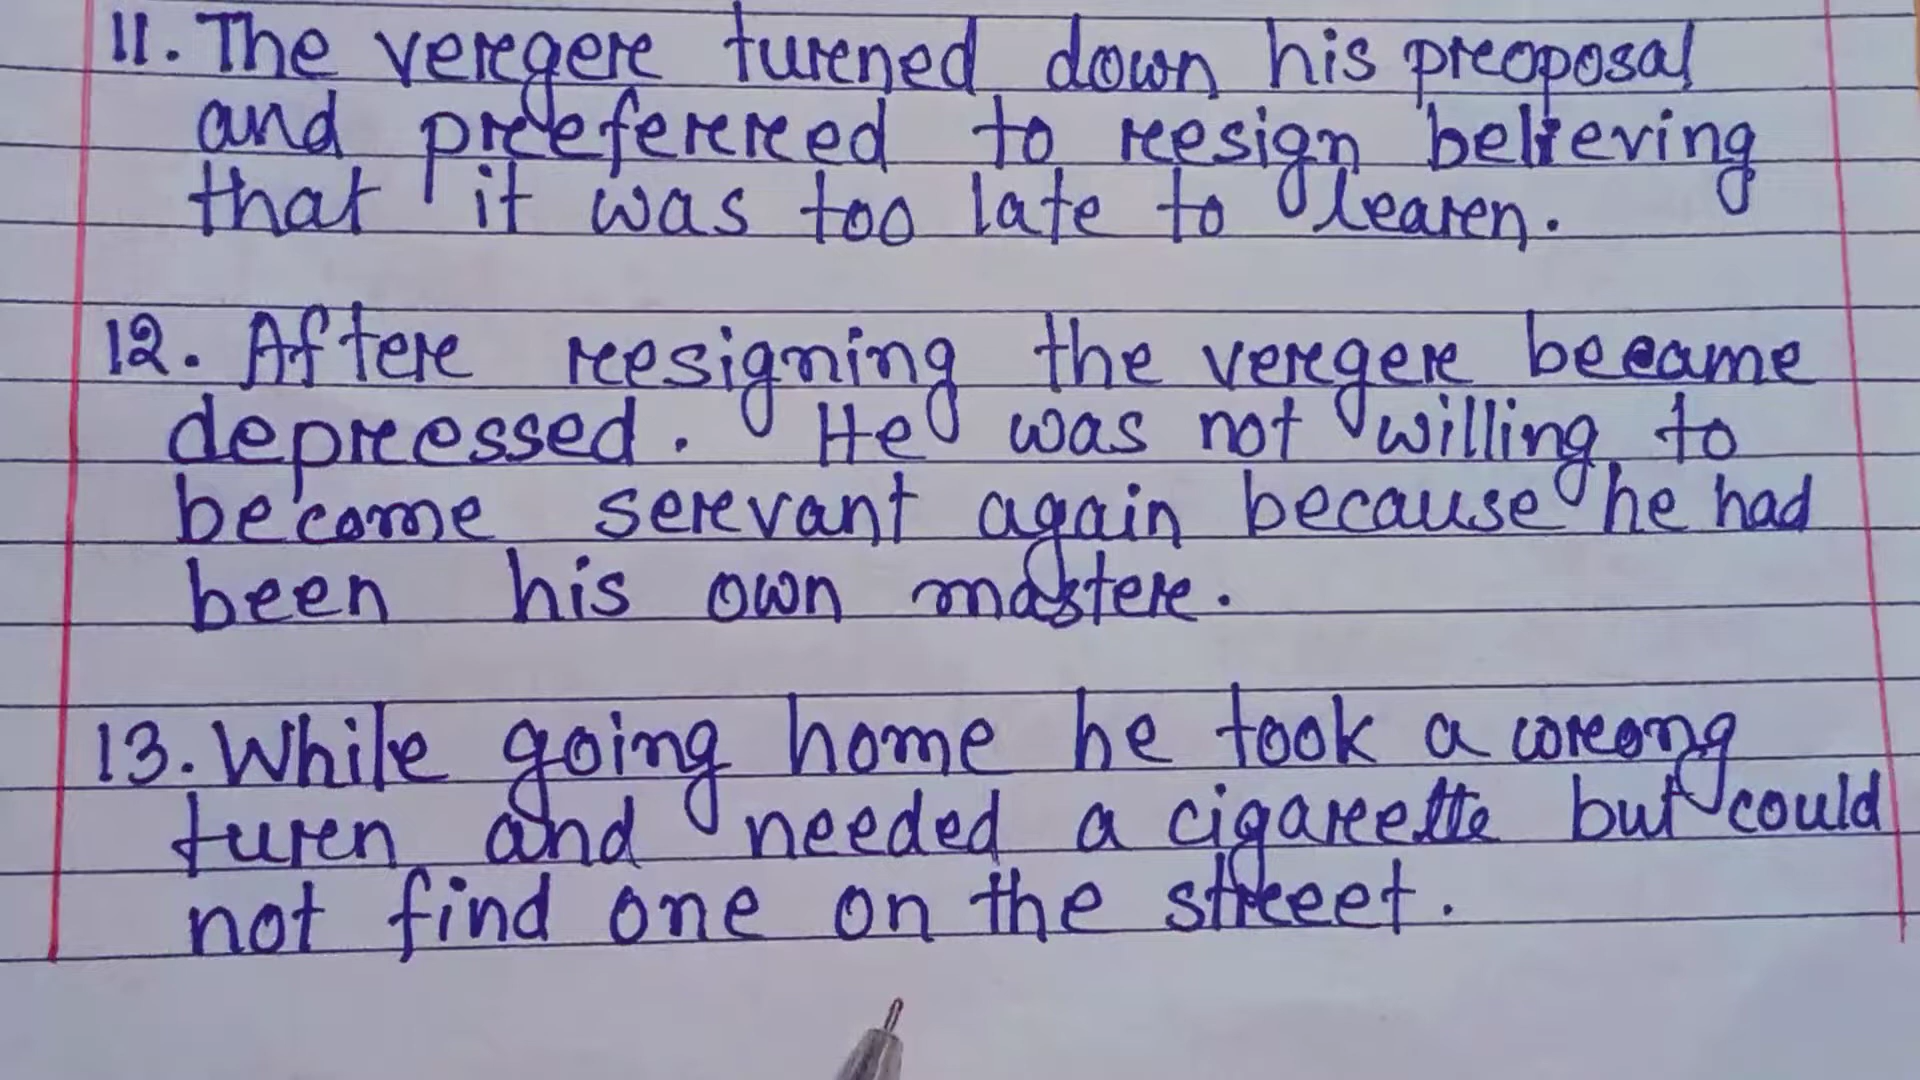 11. The verger turned down his proposal
and preferred to resign believing
that it was too late to learn.
12. After resigning the verger became
depressed. He was not willing to
become servant again because he had
been his own master.
13. While going home he took a wrong
turn and needed a cigarette but could
not find one on the street.